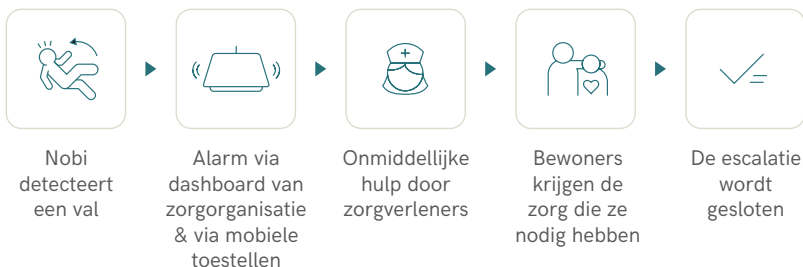 Nobi
detecteert
een val
Alarm via
dashboard van
zorgorganisatie
& via mobiele
toestellen
Onmiddellijke
hulp door
zorgverleners
Bewoners
krijgen de
zorg die ze
nodig hebben
De escalatie
wordt
gesloten